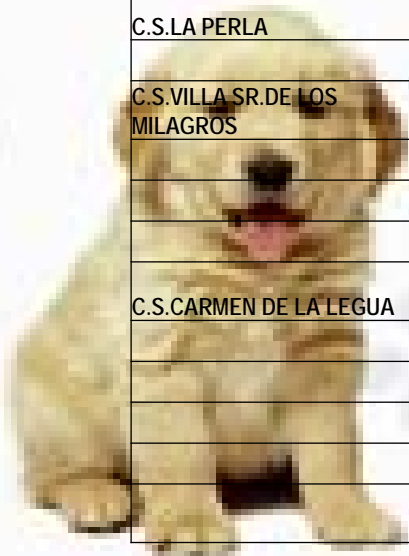 C.S.LA PERLA
C.S.VILLA SR.DE LOS
MILAGROS
C.S.CARMEN DE LA LEGUA